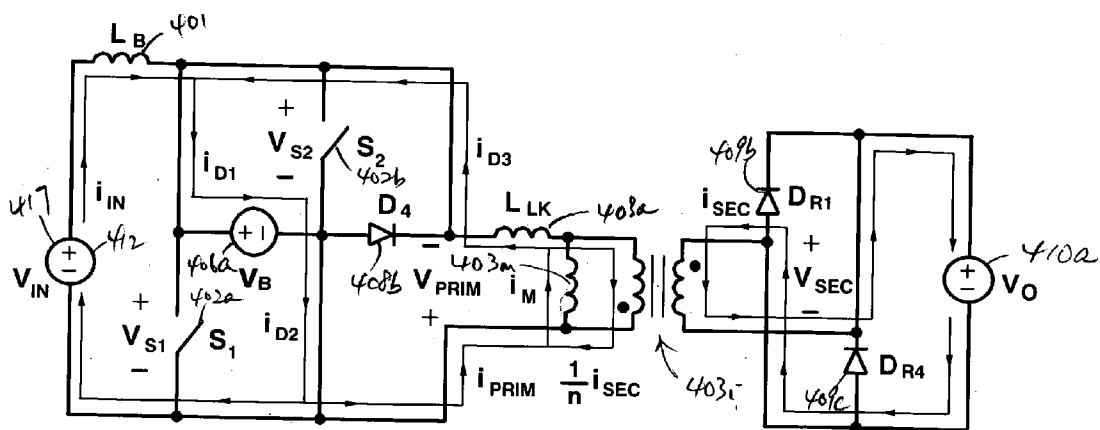 401
L B
+
V S2
−
S 2
402b
i D1
i D3
409b
417
i IN
412
V IN
+
−
+ −
406a
V B
D 4
−
408b
L LK
403a
403m
V PRIM
i M
+
i SEC
D R1
+
V SEC
−
+
−
V O
410a
+
V S1
−
402a
S 1
i D2
i PRIM
1/n i SEC
403i
D R4
409c